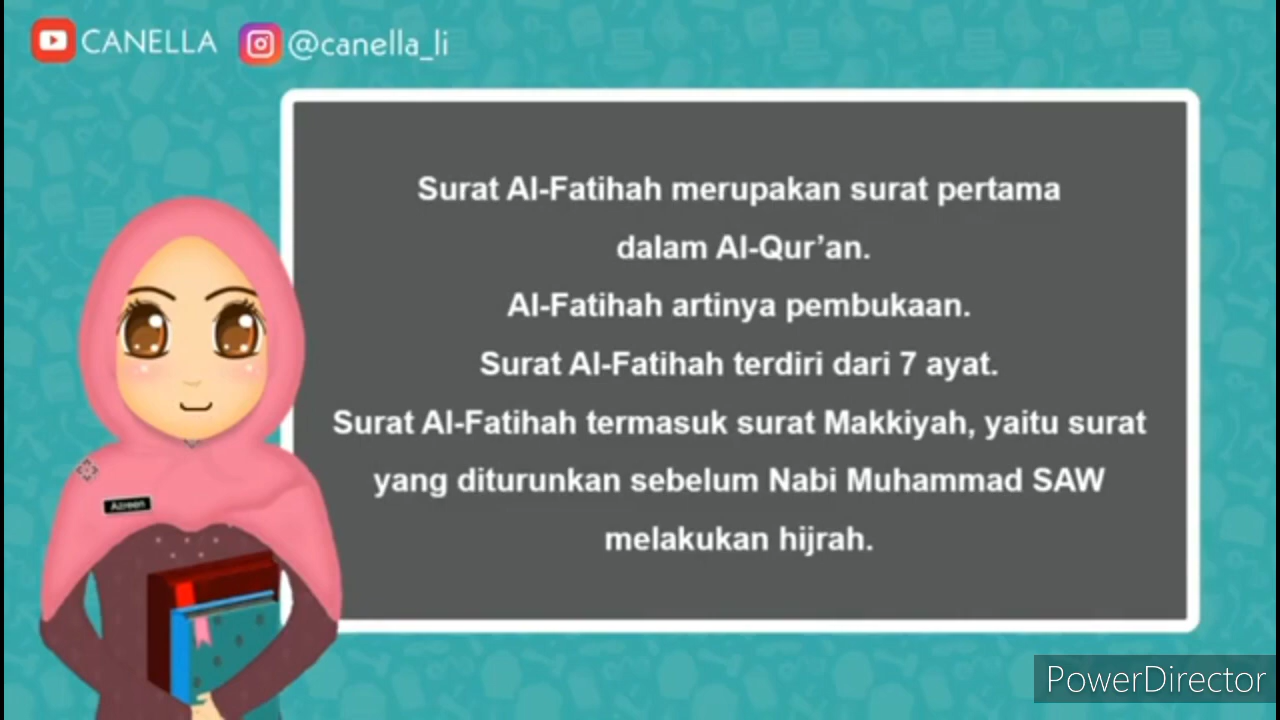 CANELLA @canella_li
Surat Al-Fatihah merupakan surat pertama
dalam Al-Qur’an.
Al-Fatihah artinya pembukaan.
Surat Al-Fatihah terdiri dari 7 ayat.
Surat Al-Fatihah termasuk surat Makkiyah, yaitu surat
yang diturunkan sebelum Nabi Muhammad SAW
melakukan hijrah.
Azreen
PowerDirector